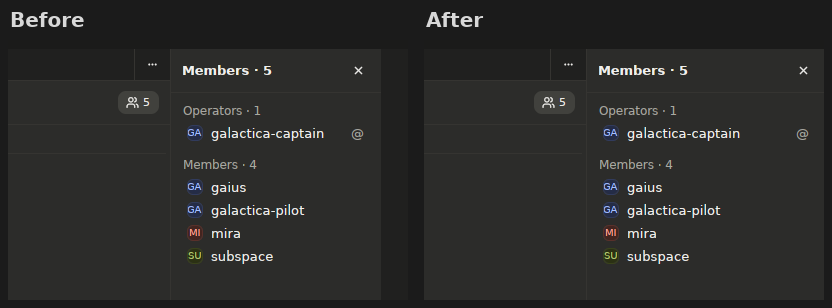 Before
After
...
Members · 5
×
5
Operators · 1
GA galactica-captain @
Members · 4
GA gaius
GA galactica-pilot
MI mira
SU subspace
...
Members · 5
×
5
Operators · 1
GA galactica-captain @
Members · 4
GA gaius
GA galactica-pilot
MI mira
SU subspace